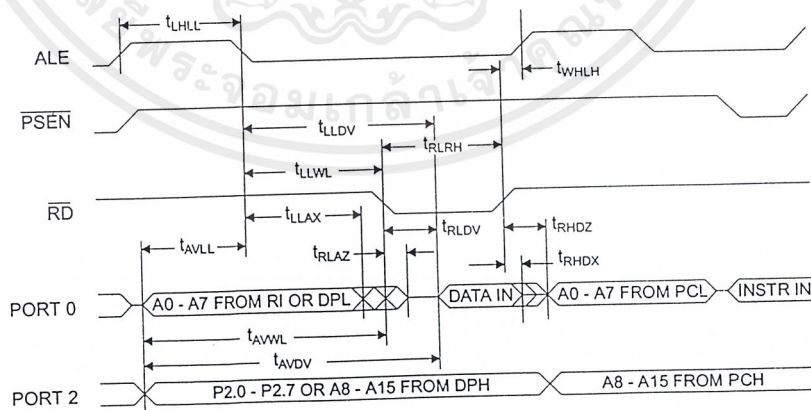 tLHLL
ALE
tWHLH
PSEN
tLLDV
tRLRH
tLLWL
RD
tLLAX
tRLDV
tRHDZ
tAVLL
tRLAZ
tRHDX
PORT 0
A0 - A7 FROM RI OR DPL
DATA IN
A0 - A7 FROM PCL
INSTR IN
tAVWL
tAVDV
PORT 2
P2.0 - P2.7 OR A8 - A15 FROM DPH
A8 - A15 FROM PCH